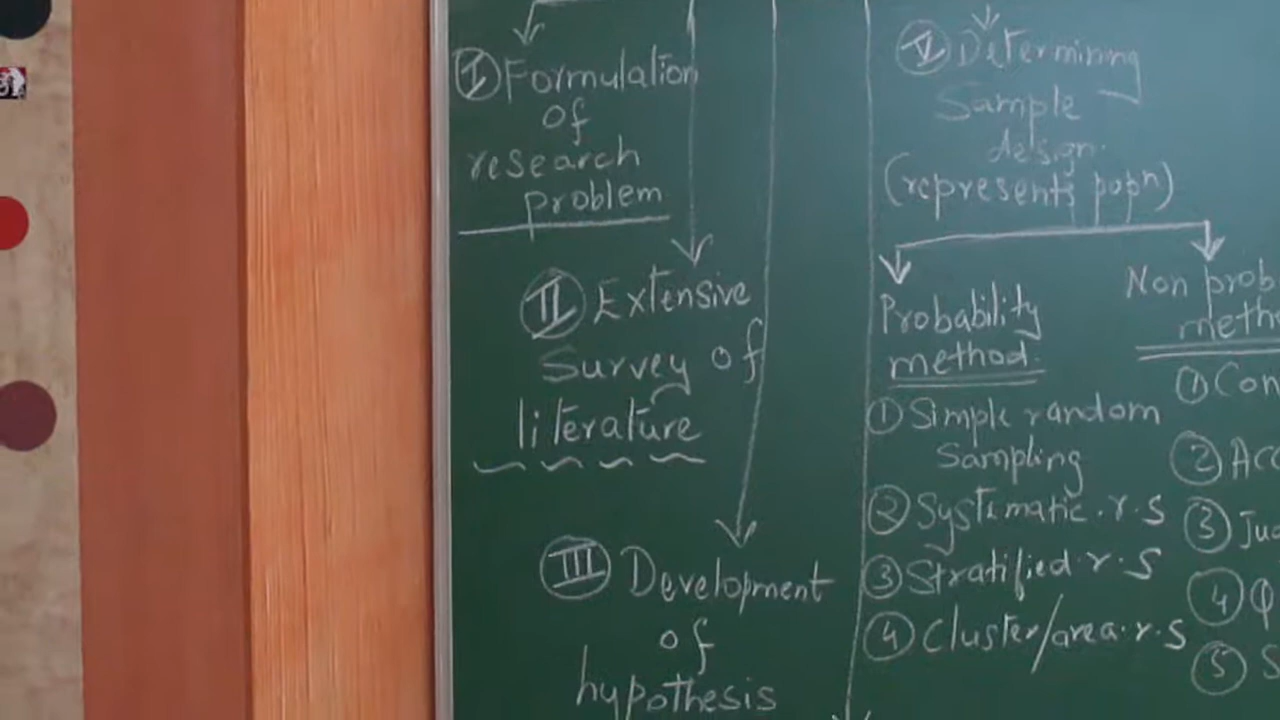 I Formulation
of
research
problem
II Extensive
Survey of
literature
III Development
of
hypothesis
V Determining
Sample
design.
(represents popn)
Probability
method.
1 Simple random
Sampling
2 Systematic.r.s
3 Stratified.r.s
4 Cluster/area.r.s
Non prob
meth
1 Con
2 Acc
3 Jud
4 Q
5 S